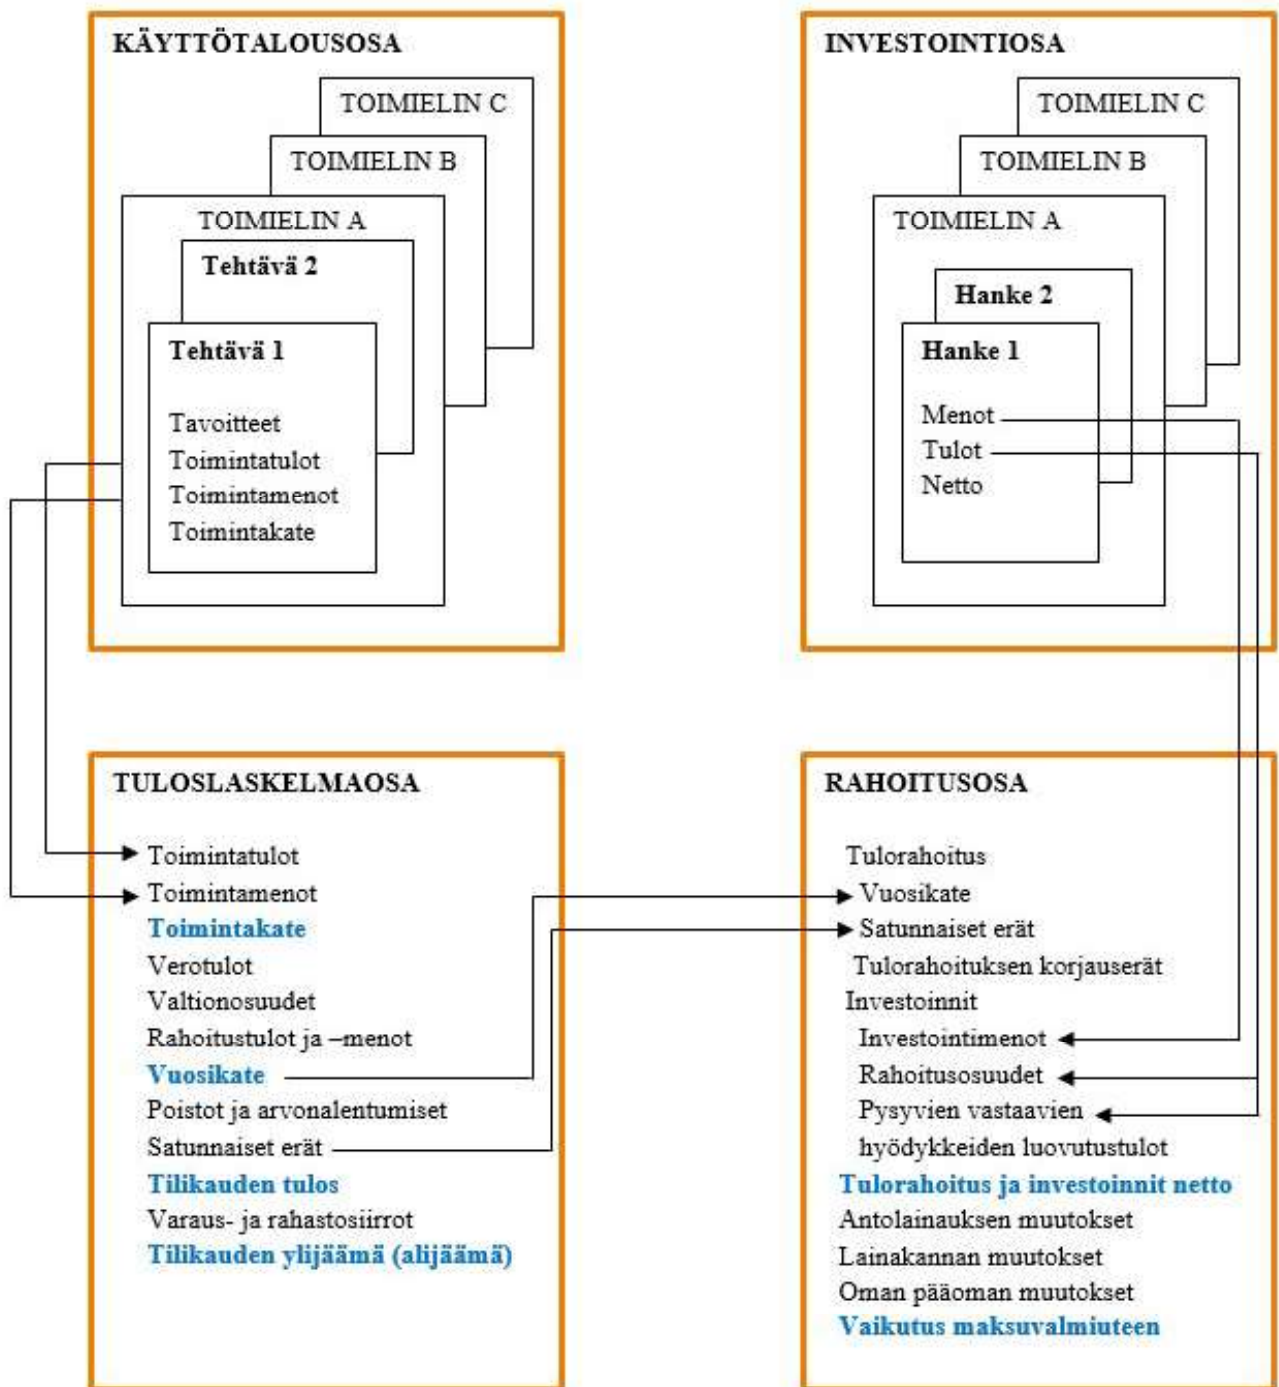 KÄYTTÖTALOUSOSA
TOIMIELIN C
TOIMIELIN B
TOIMIELIN A
Tehtävä 2
Tehtävä 1
Tavoitteet
Toimintatulot
Toimintamenot
Toimintakate
INVESTOINTIOSA
TOIMIELIN C
TOIMIELIN B
TOIMIELIN A
Hanke 2
Hanke 1
Menot
Tulot
Netto
TULOSLASKELMAOSA
Toimintatulot
Toimintamenot
Toimintakate
Verotulot
Valtionosuudet
Rahoitustulot ja –menot
Vuosikate
Poistot ja arvonalentumiset
Satunnaiset erät
Tilikauden tulos
Varaus- ja rahastosiirrot
Tilikauden ylijäämä (alijäämä)
RAHOITUSOSA
Tulorahoitus
Vuosikate
Satunnaiset erät
Tulorahoituksen korjauserät
Investoinnit
Investointimenot
Rahoitusosuudet
Pysyvien vastaavien
hyödykkeiden luovutustulot
Tulorahoitus ja investoinnit netto
Antolainauksen muutokset
Lainakannan muutokset
Oman pääoman muutokset
Vaikutus maksuvalmiuteen